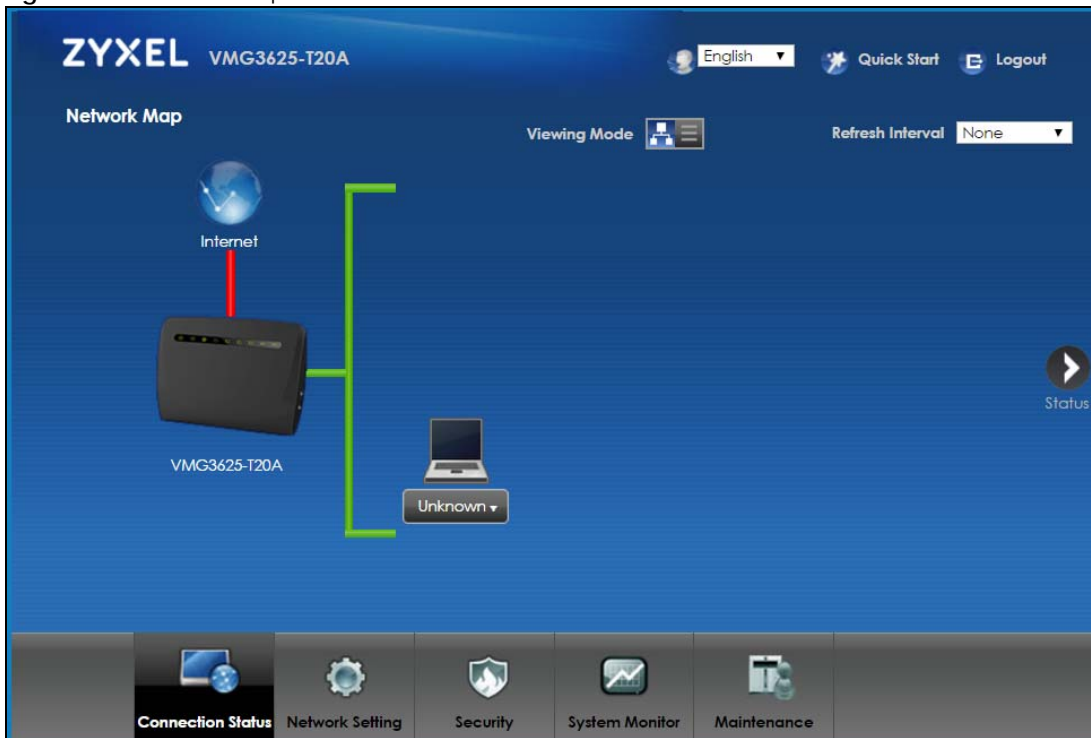 ZYXEL VMG3625-T20A
English
Quick Start
Logout
Network Map
Viewing Mode
Refresh Interval
None
Internet
Status
VMG3625-T20A
Unknown
Connection Status
Network Setting
Security
System Monitor
Maintenance